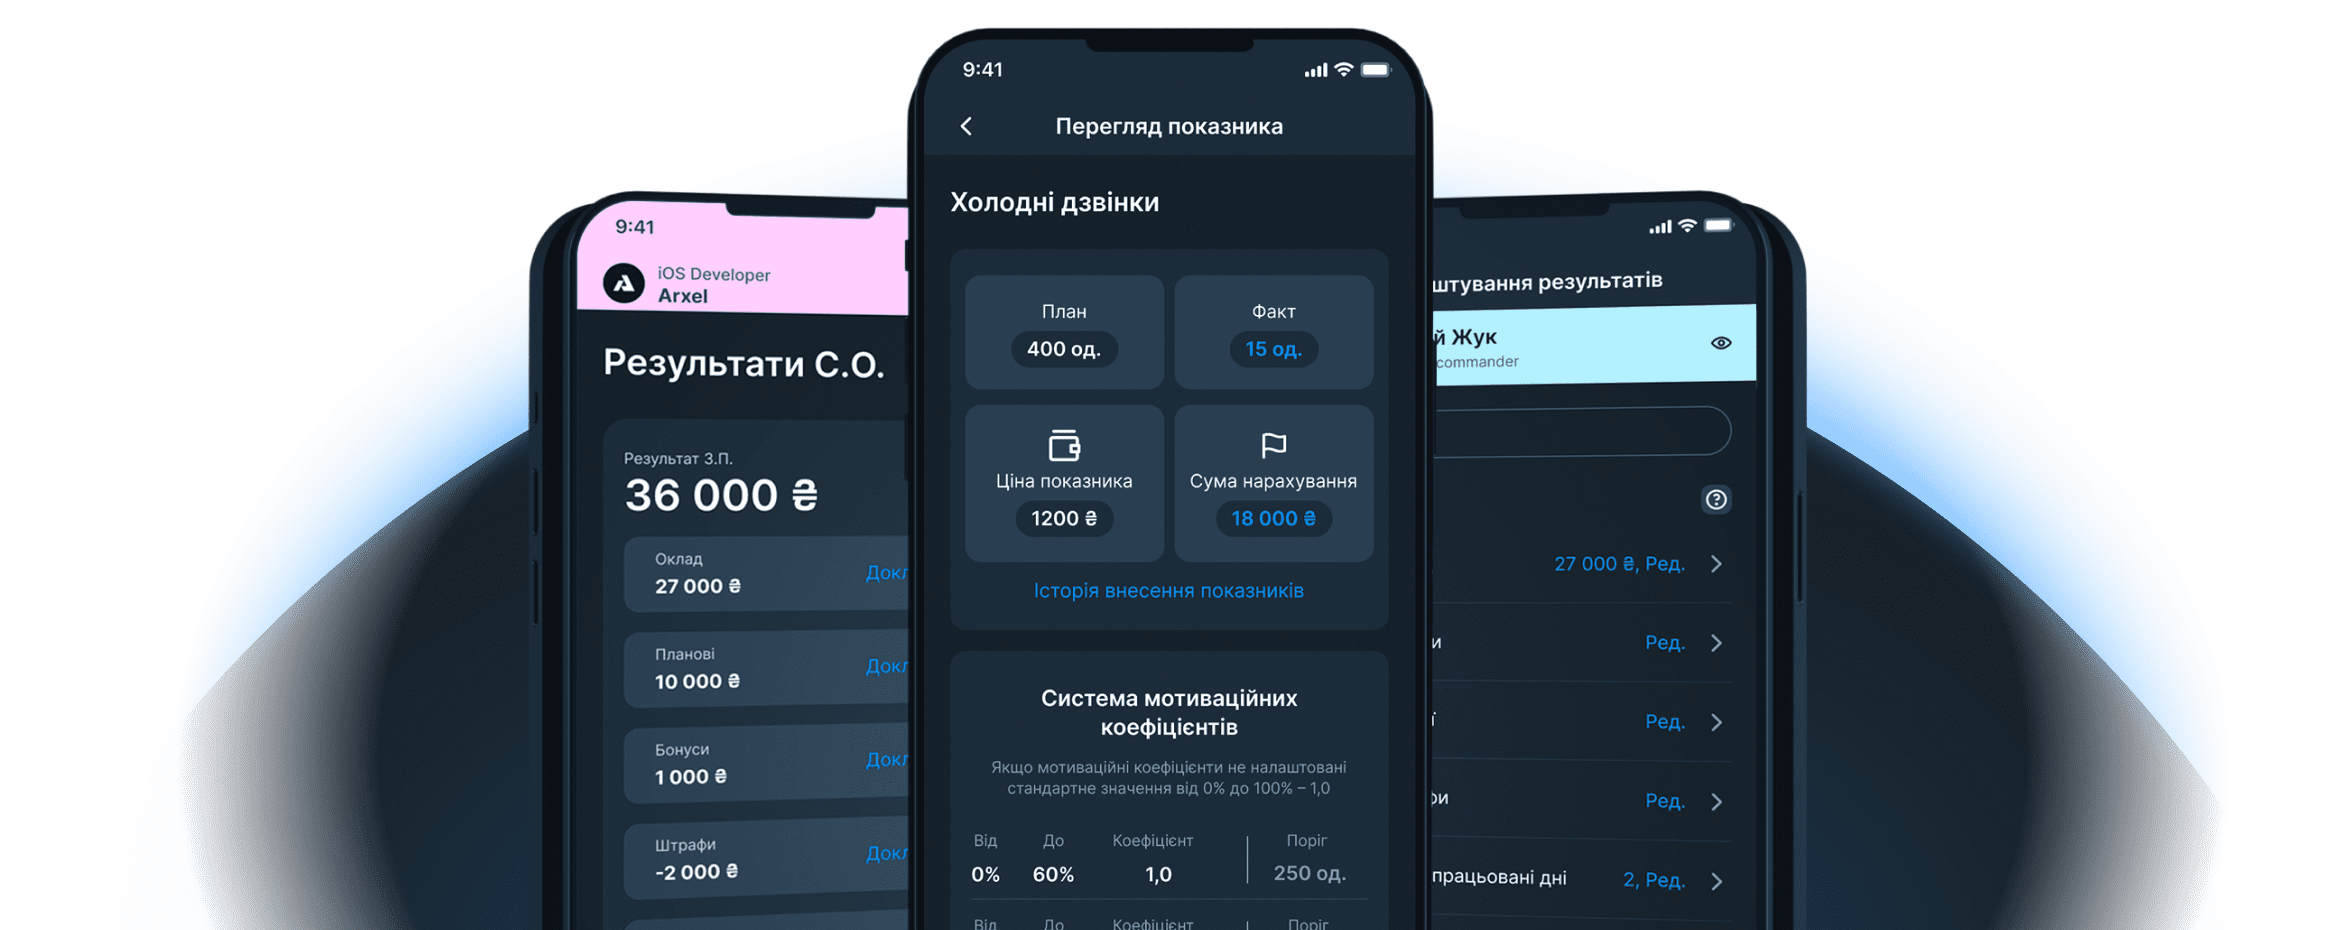 9:41
iOS Developer
Arxel
Результати С.О.
Результат З.П.
36 000 ₴
Оклад
27 000 ₴
Докл
Планові
10 000 ₴
Докл
Бонуси
1 000 ₴
Докл
Штрафи
-2 000 ₴
Докл
9:41
Перегляд показника
Холодні дзвінки
План
400 од.
Факт
15 од.
Ціна показника
1200 ₴
Сума нарахування
18 000 ₴
Історія внесення показників
Система мотиваційних
коефіцієнтів
Якщо мотиваційні коефіцієнти не налаштовані
стандартне значення від 0% до 100% – 1,0
Від До Коефіцієнт Поріг
0% 60% 1,0 250 од.
Від До Коефіцієнт Поріг
штування результатів
й Жук
commander
27 000 ₴, Ред.
и Ред.
ї Ред.
фи Ред.
працьовані дні 2, Ред.